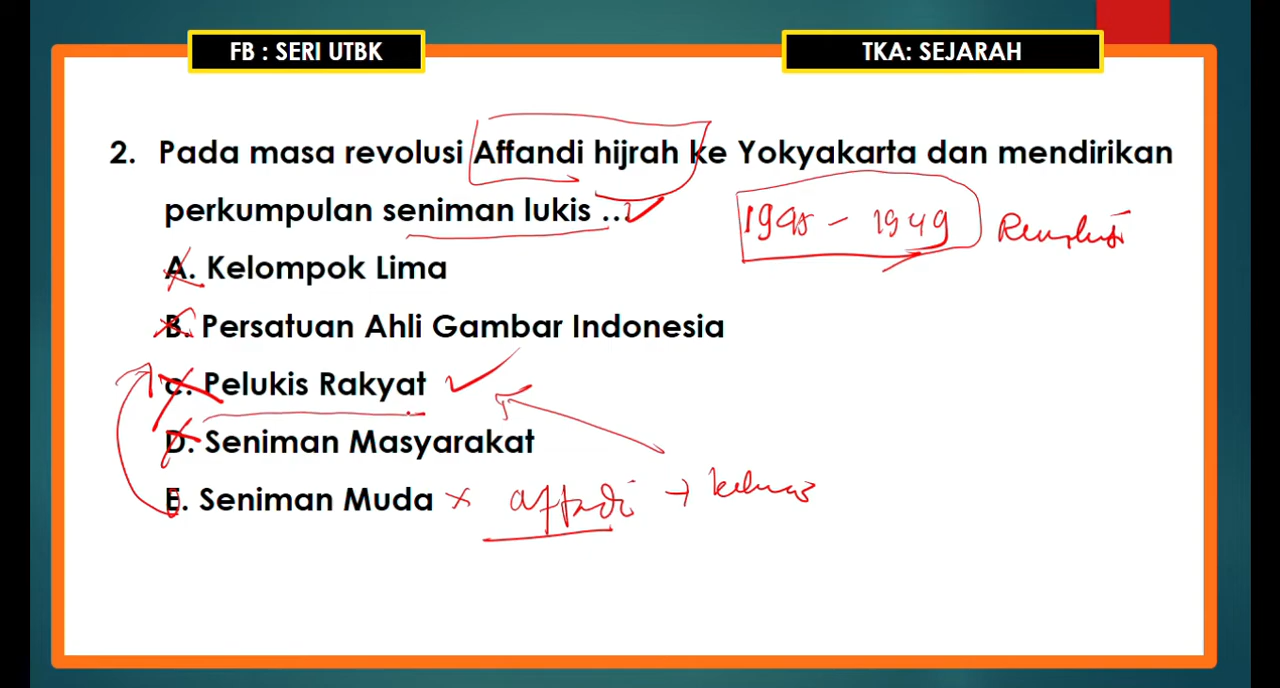 FB : SERI UTBK
TKA: SEJARAH
2. Pada masa revolusi Affandi hijrah ke Yokyakarta dan mendirikan
perkumpulan seniman lukis ...
1945 - 1949
A. Kelompok Lima
B. Persatuan Ahli Gambar Indonesia
C. Pelukis Rakyat
D. Seniman Masyarakat
E. Seniman Muda
affadi →